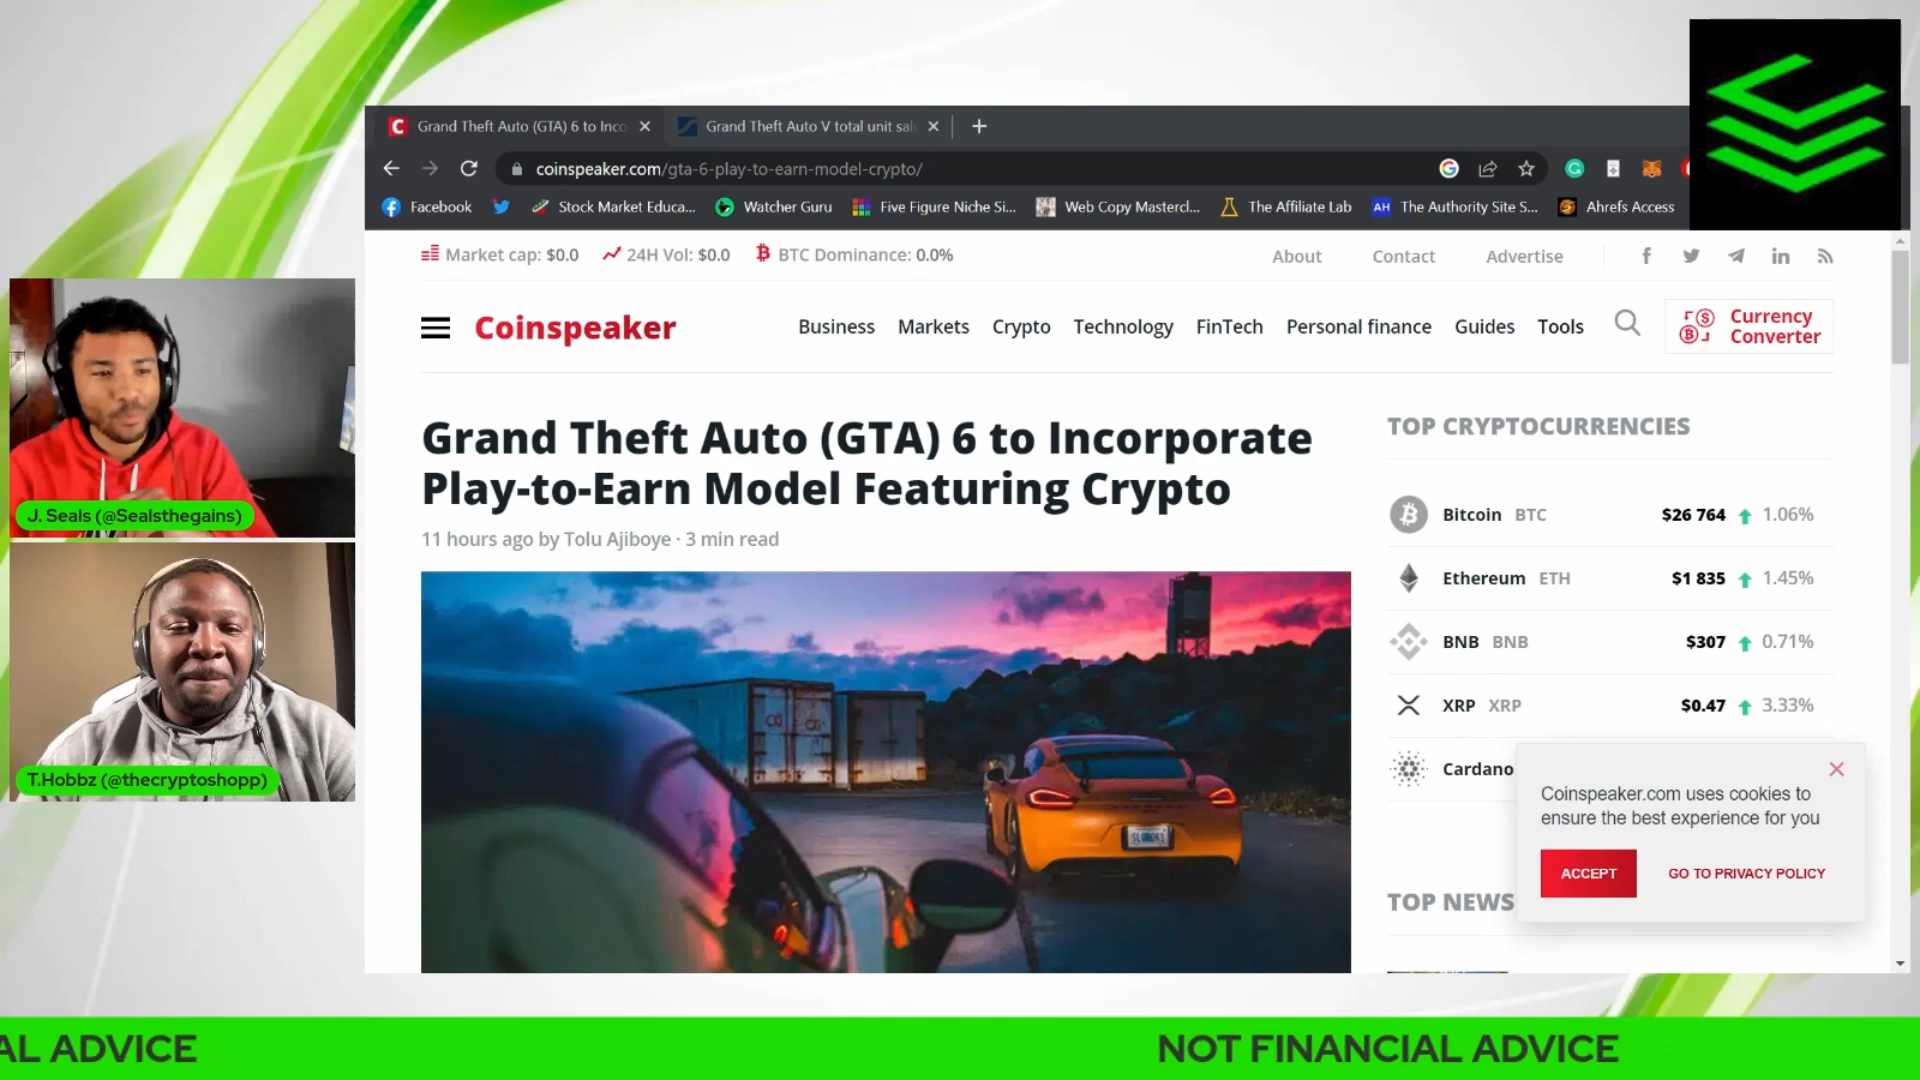 Grand Theft Auto (GTA) 6 to Inco
Grand Theft Auto V total unit sal
coinspeaker.com/gta-6-play-to-earn-model-crypto/
Facebook
Stock Market Educa...
Watcher Guru
Five Figure Niche Si...
Web Copy Mastercl...
The Affiliate Lab
AH The Authority Site S...
Ahrefs Access
Market cap: $0.0
24H Vol: $0.0
BTC Dominance: 0.0%
About
Contact
Advertise
Coinspeaker
Business
Markets
Crypto
Technology
FinTech
Personal finance
Guides
Tools
Currency
Converter
Grand Theft Auto (GTA) 6 to Incorporate
Play-to-Earn Model Featuring Crypto
11 hours ago by Tolu Ajiboye · 3 min read
TOP CRYPTOCURRENCIES
Bitcoin BTC $26 764 1.06%
Ethereum ETH $1 835 1.45%
BNB BNB $307 0.71%
XRP XRP $0.47 3.33%
Cardano
Coinspeaker.com uses cookies to
ensure the best experience for you
ACCEPT
GO TO PRIVACY POLICY
TOP NEWS
J. Seals (@Sealsthegains)
T.Hobbz (@thecryptoshopp)
AL ADVICE
NOT FINANCIAL ADVICE